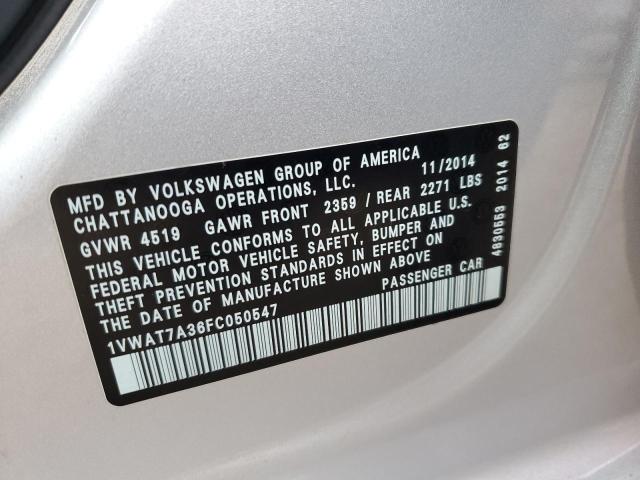 MFD BY VOLKSWAGEN GROUP OF AMERICA 11/2014
CHATTANOOGA OPERATIONS, LLC.
GVWR 4519 GAWR FRONT 2359 / REAR 2271 LBS
THIS VEHICLE CONFORMS TO ALL APPLICABLE U.S.
FEDERAL MOTOR VEHICLE SAFETY, BUMPER AND
THEFT PREVENTION STANDARDS IN EFFECT ON
THE DATE OF MANUFACTURE SHOWN ABOVE
PASSENGER CAR
1VWAT7A36FC050547
4830553 2014 62